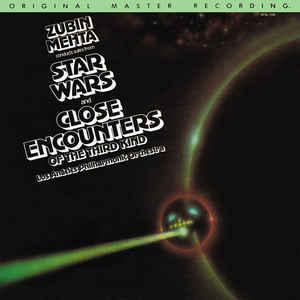 ORIGINAL MASTER RECORDING™
ZUBIN
MEHTA
conducts suites from
STAR
WARS
and
CLOSE
ENCOUNTERS
OF THE THIRD KIND
Los Angeles Philharmonic Orchestra